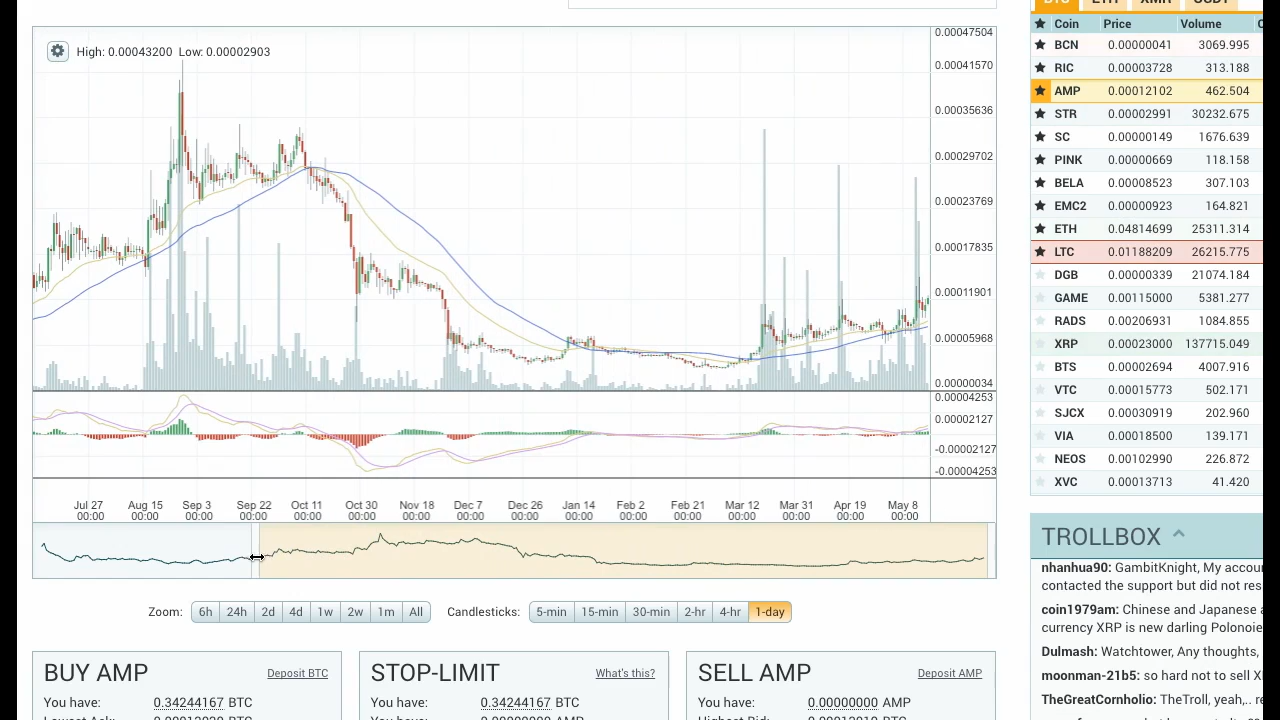 BTC ETH XMR USDT
High: 0.00043200 Low: 0.00002903
0.00047504
0.00041570
0.00035636
0.00029702
0.00023769
0.00017835
0.00011901
0.00005968
0.00000034
0.00004253
0.00002127
-0.00002127
-0.00004253
Jul 27 Aug 15 Sep 3 Sep 22 Oct 11 Oct 30 Nov 18 Dec 7 Dec 26 Jan 14 Feb 2 Feb 21 Mar 12 Mar 31 Apr 19 May 8
00:00 00:00 00:00 00:00 00:00 00:00 00:00 00:00 00:00 00:00 00:00 00:00 00:00 00:00 00:00 00:00
Zoom: 6h 24h 2d 4d 1w 2w 1m All Candlesticks: 5-min 15-min 30-min 2-hr 4-hr 1-day
BUY AMP Deposit BTC
You have: 0.34244167 BTC
STOP-LIMIT What's this?
You have: 0.34244167 BTC
SELL AMP Deposit AMP
You have: 0.00000000 AMP
Coin Price Volume
BCN 0.00000041 3069.995
RIC 0.00003728 313.188
AMP 0.00012102 462.504
STR 0.00002991 30232.675
SC 0.00000149 1676.639
PINK 0.00000669 118.158
BELA 0.00008523 307.103
EMC2 0.00000923 164.821
ETH 0.04814699 25311.314
LTC 0.01188209 26215.775
DGB 0.00000339 21074.184
GAME 0.00115000 5381.277
RADS 0.00206931 1084.855
XRP 0.00023000 137715.049
BTS 0.00002694 4007.916
VTC 0.00015773 502.171
SJCX 0.00030919 202.960
VIA 0.00018500 139.171
NEOS 0.00102990 226.872
XVC 0.00013713 41.420
TROLLBOX
nhanhua90: GambitKnight, My accou
contacted the support but did not res
coin1979am: Chinese and Japanese a
currency XRP is new darling Polonie
Dulmash: Watchtower, Any thoughts,
moonman-21b5: so hard not to sell X
TheGreatCornholio: TheTroll, yeah,.. r